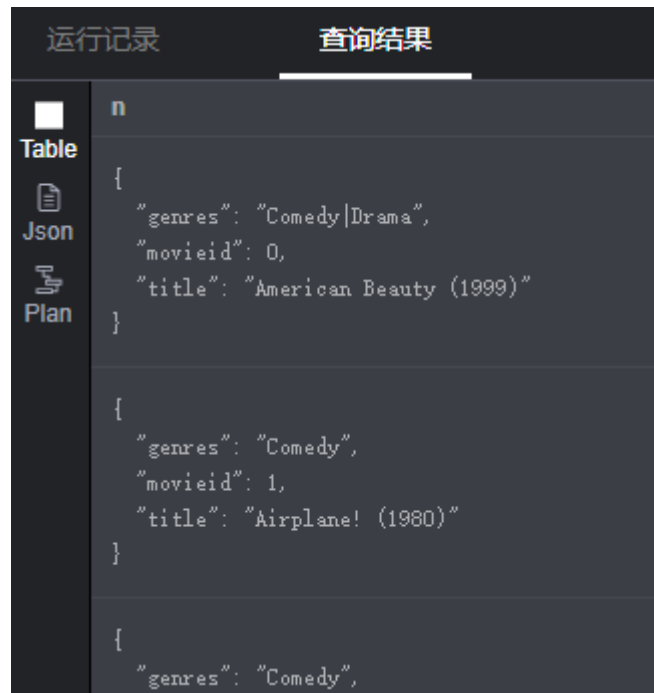 运行记录
查询结果
Table
Json
Plan
n
{
"genres": "Comedy|Drama",
"movieid": 0,
"title": "American Beauty (1999)"
}
{
"genres": "Comedy",
"movieid": 1,
"title": "Airplane! (1980)"
}
{
"genres": "Comedy",